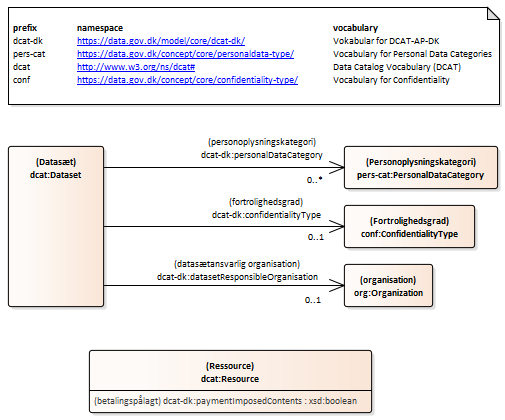 prefix namespace vocabulary
dcat-dk https://data.gov.dk/model/core/dcat-dk/ Vokabular for DCAT-AP-DK
pers-cat https://data.gov.dk/concept/core/personaldata-type/ Vocabulary for Personal Data Categories
dcat http://www.w3.org/ns/dcat# Data Catalog Vocabulary (DCAT)
conf https://data.gov.dk/concept/core/confidentiality-type/ Vocabulary for Confidentiality
(Datasæt)
dcat:Dataset
(personoplysningskategori)
dcat-dk:personalDataCategory
0..*
(Personoplysningskategori)
pers-cat:PersonalDataCategory
(fortrolighedsgrad)
dcat-dk:confidentialityType
0..1
(Fortrolighedsgrad)
conf:ConfidentialityType
(datasætansvarlig organisation)
dcat-dk:datasetResponsibleOrganisation
0..1
(organisation)
org:Organization
(Ressource)
dcat:Resource
(betalingspålagt) dcat-dk:paymentImposedContents : xsd:boolean